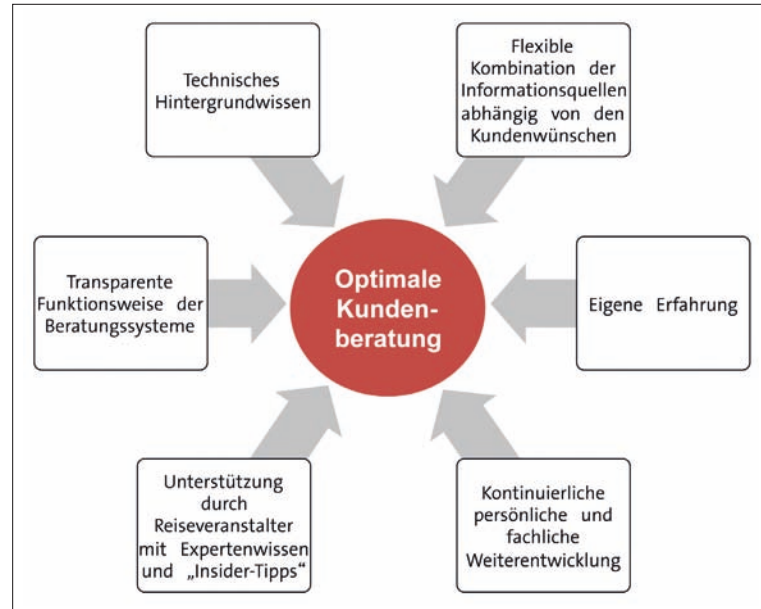 Technisches
Hintergrundwissen
Flexible
Kombination der
Informationsquellen
abhängig von den
Kundenwünschen
Transparente
Funktionsweise der
Beratungssysteme
Optimale
Kunden-
beratung
Eigene Erfahrung
Unterstützung
durch
Reiseveranstalter
mit Expertenwissen
und „Insider-Tipps“
Kontinuierliche
persönliche und
fachliche
Weiterentwicklung